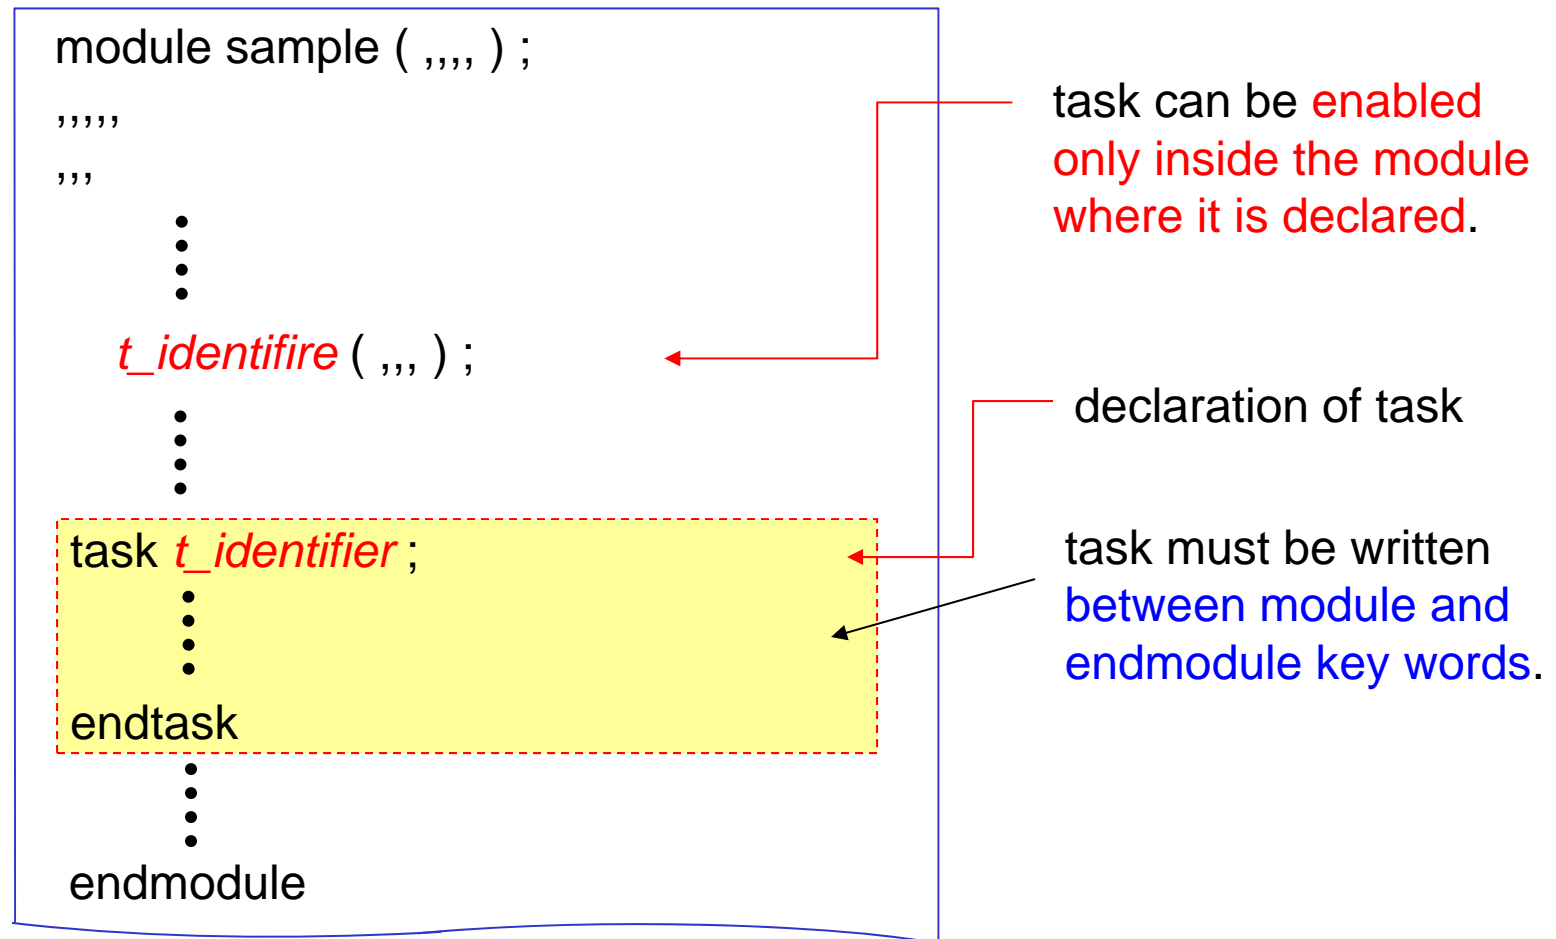 module sample ( ,,,, ) ;
,,,,,
,,,
t_identifire ( ,,, ) ;
task t_identifier ;
endtask
endmodule
task can be enabled
only inside the module
where it is declared.
declaration of task
task must be written
between module and
endmodule key words.